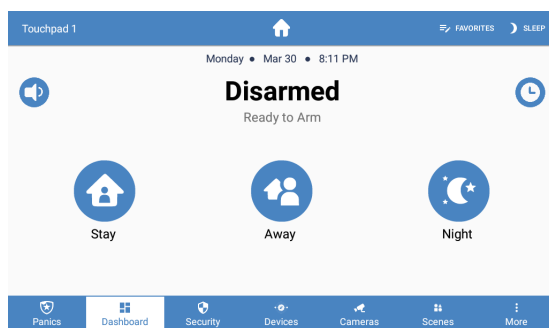 Touchpad 1
FAVORITES
SLEEP
Monday ● Mar 30 ● 8:11 PM
Disarmed
Ready to Arm
Stay
Away
Night
Panics
Dashboard
Security
Devices
Cameras
Scenes
More